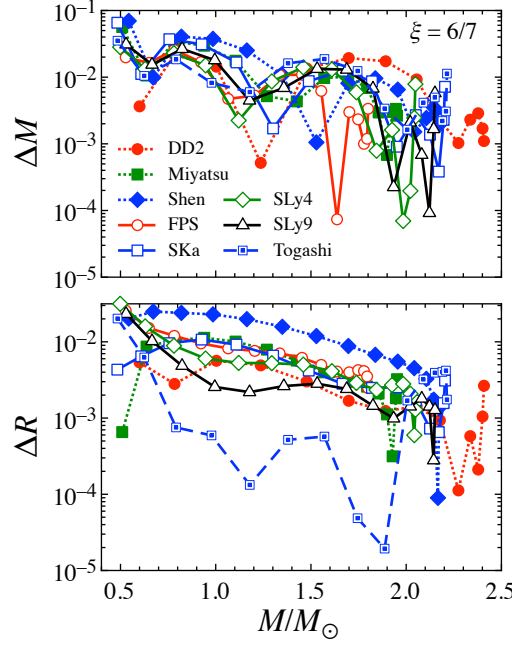 ξ = 6/7
ΔM
10⁻¹
10⁻²
10⁻³
10⁻⁴
10⁻⁵
DD2
Miyatsu
Shen
SLy4
FPS
SLy9
SKa
Togashi
ΔR
10⁻²
10⁻³
10⁻⁴
10⁻⁵
0.5 1.0 1.5 2.0 2.5
M/M⊙